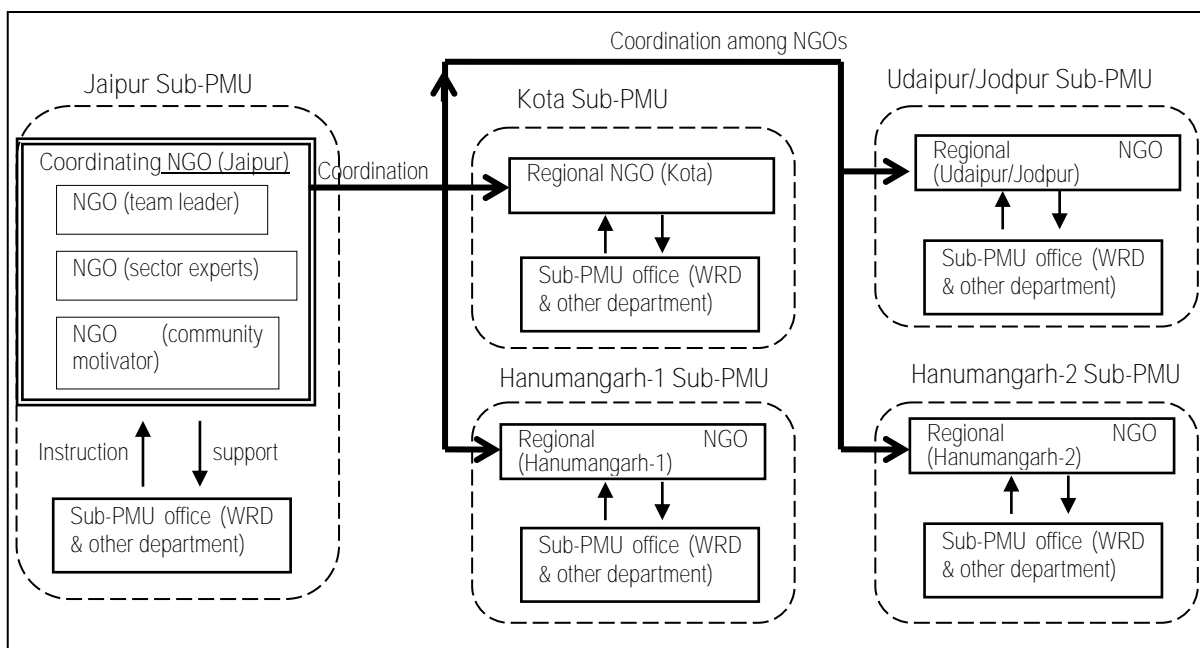 Coordination among NGOs
Jaipur Sub-PMU
Coordinating NGO (Jaipur)
NGO (team leader)
NGO (sector experts)
NGO (community
motivator)
Instruction
support
Sub-PMU office (WRD
& other department)
Coordination
Kota Sub-PMU
Regional NGO (Kota)
Sub-PMU office (WRD
& other department)
Hanumangarh-1 Sub-PMU
Regional NGO
(Hanumangarh-1)
Sub-PMU office (WRD
& other department)
Udaipur/Jodpur Sub-PMU
Regional NGO
(Udaipur/Jodpur)
Sub-PMU office (WRD
& other department)
Hanumangarh-2 Sub-PMU
Regional NGO
(Hanumangarh-2)
Sub-PMU office (WRD
& other department)